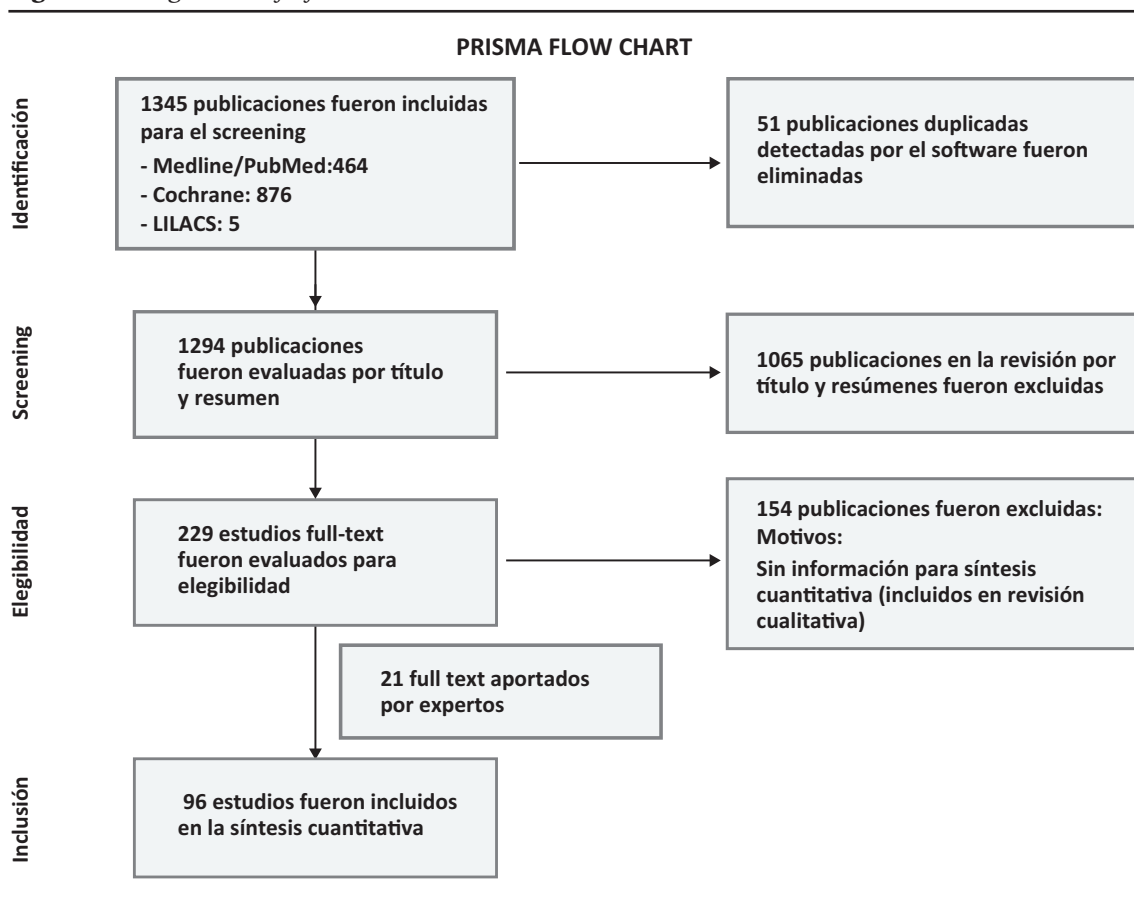 PRISMA FLOW CHART
Identificación
1345 publicaciones fueron incluidas
para el screening
- Medline/PubMed:464
- Cochrane: 876
- LILACS: 5
51 publicaciones duplicadas
detectadas por el software fueron
eliminadas
Screening
1294 publicaciones
fueron evaluadas por título
y resumen
1065 publicaciones en la revisión por
título y resúmenes fueron excluidas
Elegibilidad
229 estudios full-text
fueron evaluados para
elegibilidad
154 publicaciones fueron excluidas:
Motivos:
Sin información para síntesis
cuantitativa (incluidos en revisión
cualitativa)
21 full text aportados
por expertos
Inclusión
96 estudios fueron incluidos
en la síntesis cuantitativa